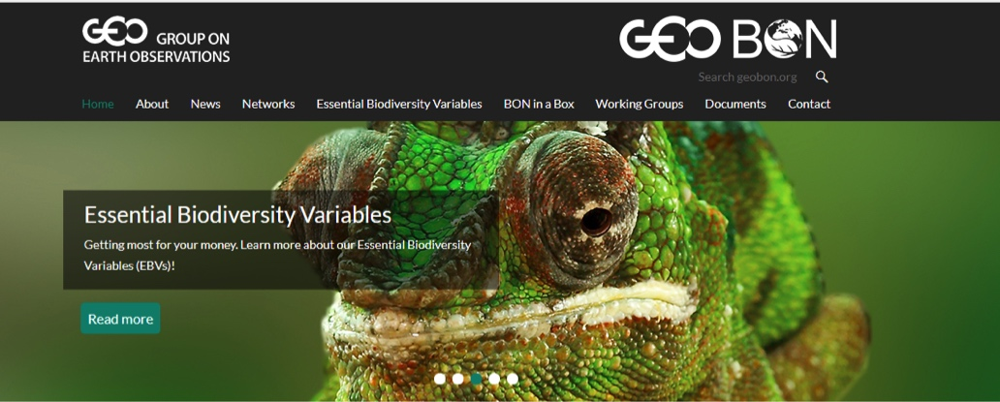 GEO GROUP ON
EARTH OBSERVATIONS
GEO BON
Search geobon.org
Home About News Networks Essential Biodiversity Variables BON in a Box Working Groups Documents Contact
Essential Biodiversity Variables
Getting most for your money. Learn more about our Essential Biodiversity
Variables (EBVs)!
Read more